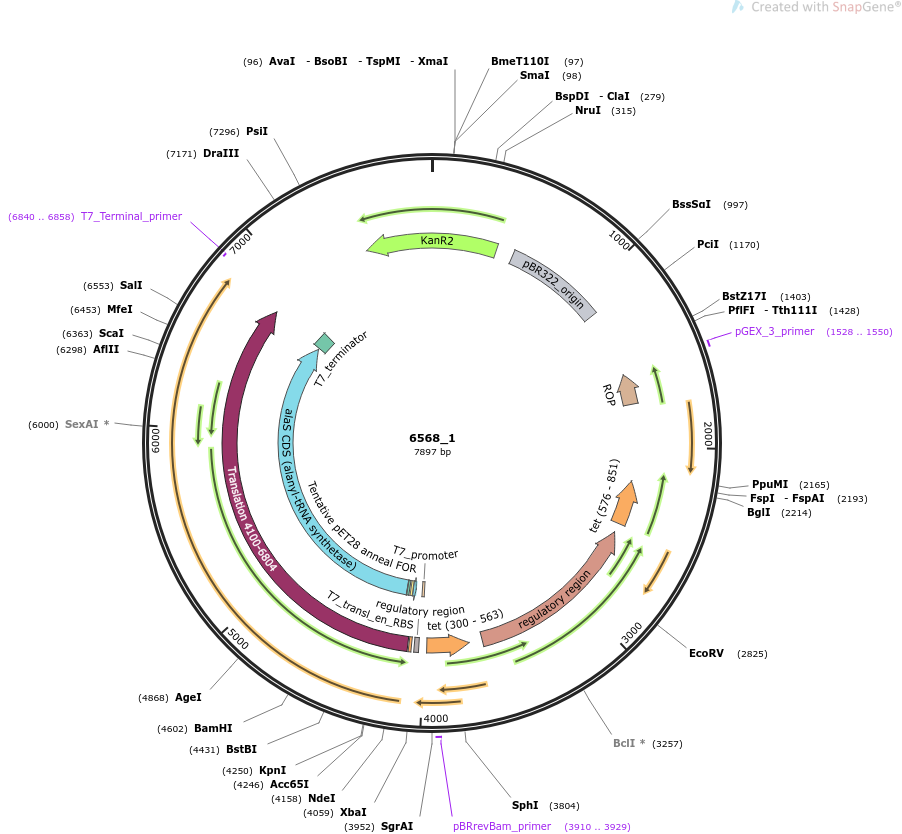 Created with SnapGene®
(96) AvaI - BsoBI - TspMI - XmaI
BmeT110I (97)
SmaI (98)
BspDI - ClaI (279)
NruI (315)
(7296) PsiI
(7171) DraIII
BssSαI (997)
(6840 .. 6858) T7_Terminal_primer
PciI (1170)
7000
1000
KanR2
pBR322_origin
(6553) SalI
BstZ17I (1403)
(6453) MfeI
PflFI - Tth111I (1428)
(6363) ScaI
pGEX_3_primer (1528 .. 1550)
(6298) AflII
T7_terminator
ROP
(6000) SexAI *
6000
2000
6568_1
7897 bp
alaS CDS (alanyl-tRNA synthetase)
Translation 4100-6804
Tentative pET28 anneal FOR
tet (576 - 851)
PpuMI (2165)
FspI - FspAI (2193)
BglI (2214)
T7_promoter
T7_transl_en_RBS
regulatory region
tet (300 - 563)
regulatory region
5000
3000
EcoRV (2825)
(4868) AgeI
4000
(4602) BamHI
BclI * (3257)
(4431) BstBI
(4250) KpnI
(4246) Acc65I
(4158) NdeI
SphI (3804)
(4059) XbaI
(3952) SgrAI
pBRrevBam_primer (3910 .. 3929)